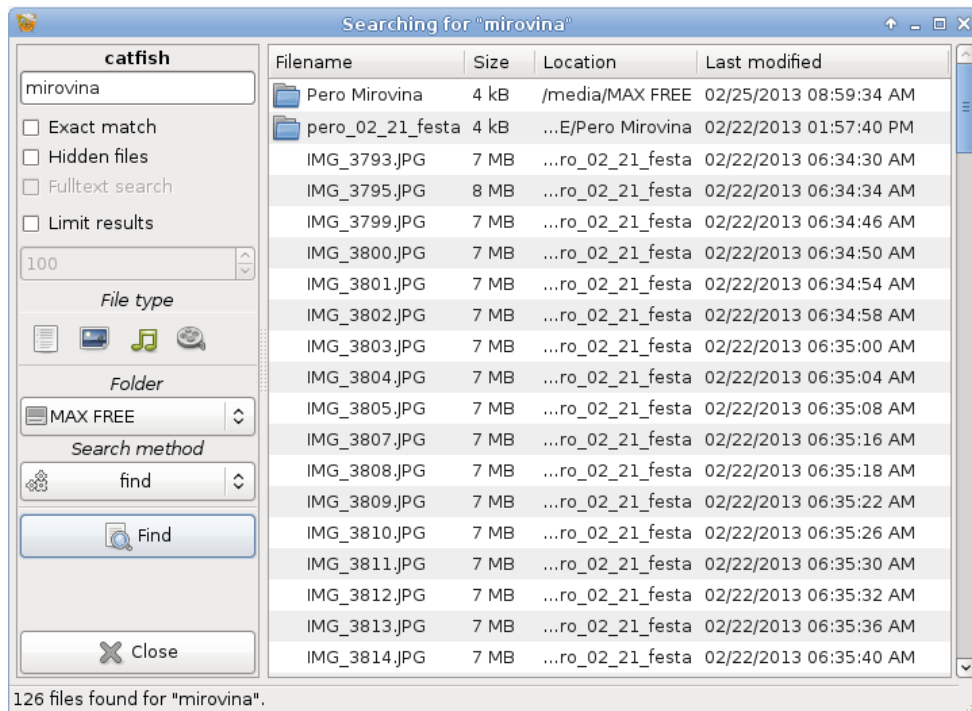 Searching for "mirovina"
catfish
mirovina
Exact match
Hidden files
Fulltext search
Limit results
100
File type
Folder
MAX FREE
Search method
find
Find
Close
Filename Size Location Last modified
Pero Mirovina 4 kB /media/MAX FREE 02/25/2013 08:59:34 AM
pero_02_21_festa 4 kB ...E/Pero Mirovina 02/22/2013 01:57:40 PM
IMG_3793.JPG 7 MB ...ro_02_21_festa 02/22/2013 06:34:30 AM
IMG_3795.JPG 8 MB ...ro_02_21_festa 02/22/2013 06:34:34 AM
IMG_3799.JPG 7 MB ...ro_02_21_festa 02/22/2013 06:34:46 AM
IMG_3800.JPG 7 MB ...ro_02_21_festa 02/22/2013 06:34:50 AM
IMG_3801.JPG 7 MB ...ro_02_21_festa 02/22/2013 06:34:54 AM
IMG_3802.JPG 7 MB ...ro_02_21_festa 02/22/2013 06:34:58 AM
IMG_3803.JPG 7 MB ...ro_02_21_festa 02/22/2013 06:35:00 AM
IMG_3804.JPG 7 MB ...ro_02_21_festa 02/22/2013 06:35:04 AM
IMG_3805.JPG 7 MB ...ro_02_21_festa 02/22/2013 06:35:08 AM
IMG_3807.JPG 7 MB ...ro_02_21_festa 02/22/2013 06:35:16 AM
IMG_3808.JPG 7 MB ...ro_02_21_festa 02/22/2013 06:35:18 AM
IMG_3809.JPG 7 MB ...ro_02_21_festa 02/22/2013 06:35:22 AM
IMG_3810.JPG 7 MB ...ro_02_21_festa 02/22/2013 06:35:26 AM
IMG_3811.JPG 7 MB ...ro_02_21_festa 02/22/2013 06:35:30 AM
IMG_3812.JPG 7 MB ...ro_02_21_festa 02/22/2013 06:35:32 AM
IMG_3813.JPG 7 MB ...ro_02_21_festa 02/22/2013 06:35:36 AM
IMG_3814.JPG 7 MB ...ro_02_21_festa 02/22/2013 06:35:40 AM
126 files found for "mirovina".